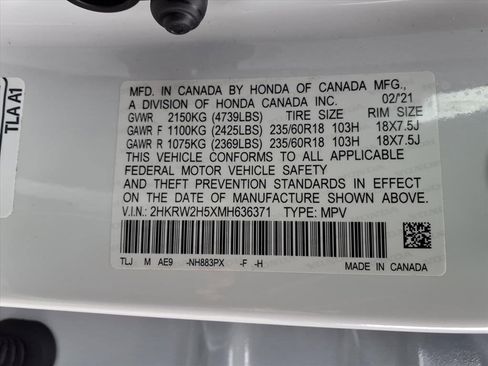 MFD. IN CANADA BY HONDA OF CANADA MFG.,
A DIVISION OF HONDA CANADA INC. 02/'21
GVWR 2150KG (4739LBS) TIRE SIZE RIM SIZE
GAWR F 1100KG (2425LBS) 235/60R18 103H 18X7.5J
GAWR R 1075KG (2369LBS) 235/60R18 103H 18X7.5J
THIS VEHICLE CONFORMS TO ALL APPLICABLE
FEDERAL MOTOR VEHICLE SAFETY
AND THEFT PREVENTION STANDARDS IN EFFECT
ON THE DATE OF MANUFACTURE SHOWN ABOVE.
V.I.N.: 2HKRW2H5XMH636371 TYPE: MPV
TLJ M AE9 -NH883PX -F -H MADE IN CANADA
TLA A1